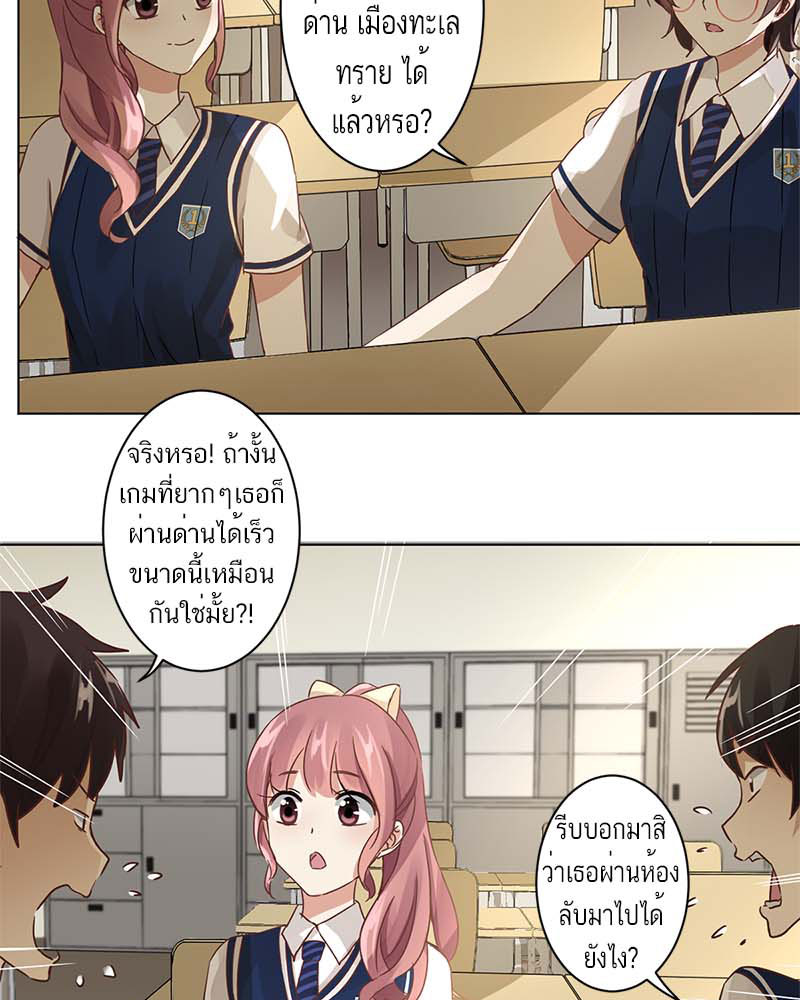 ด่าน เมืองทะเล
ทราย ได้
แล้วหรอ?
1
1
จริงหรอ! ถ้างั้น
เกมที่ยากๆเธอก็
ผ่านด่านได้เร็ว
ขนาดนี้เหมือน
กันใช่มั้ย?!
รีบบอกมาสิ
ว่าเธอผ่านห้อง
ลับมาไปได้
ยังไง?